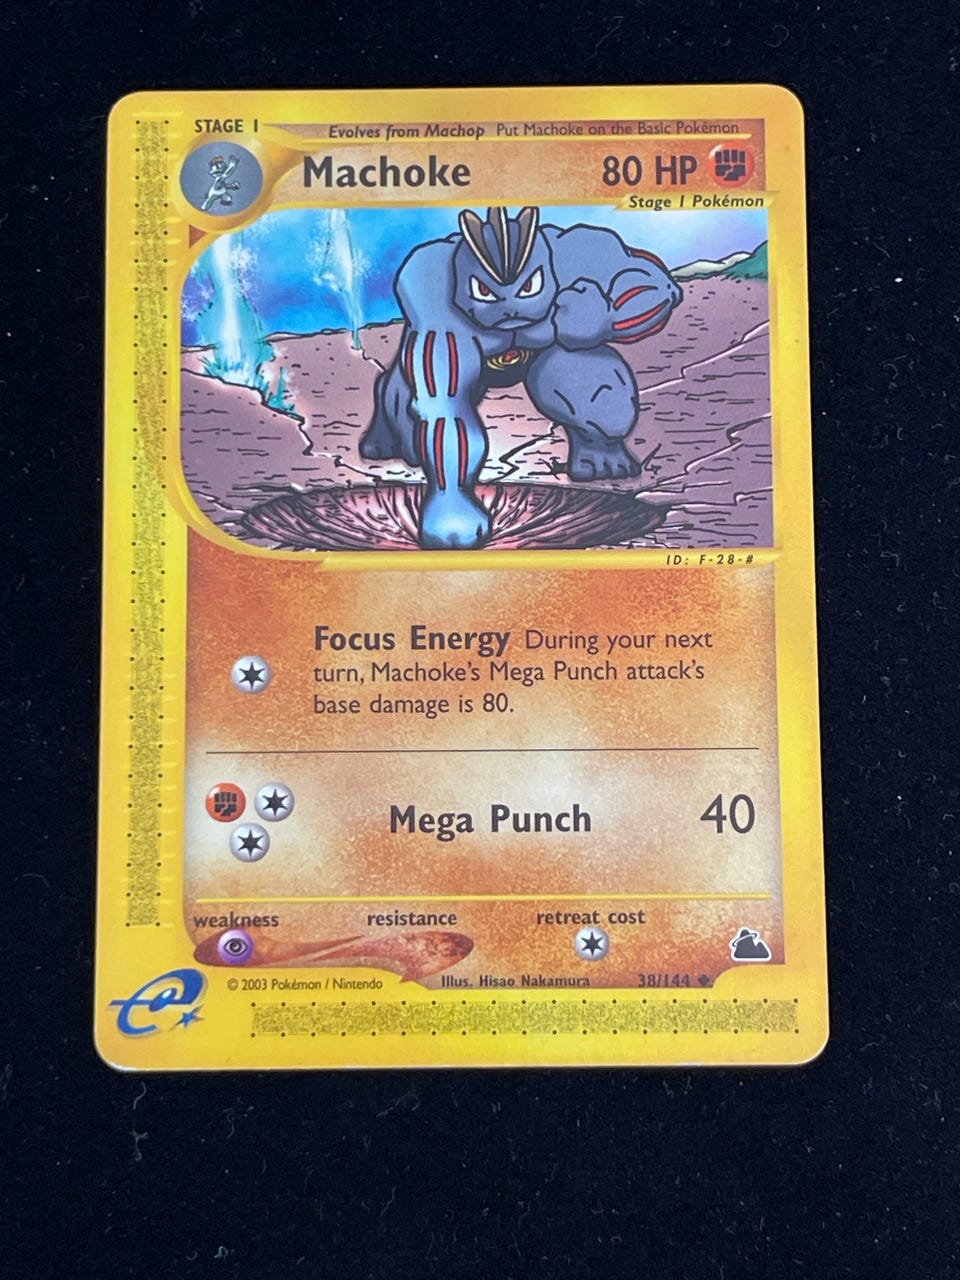 STAGE 1
Evolves from Machop Put Machoke on the Basic Pokémon
Machoke 80 HP
Stage 1 Pokémon
ID: F-28-#
Focus Energy During your next
turn, Machoke's Mega Punch attack's
base damage is 80.
Mega Punch 40
weakness resistance retreat cost
e
© 2003 Pokémon / Nintendo Illus. Hisao Nakamura 38/144